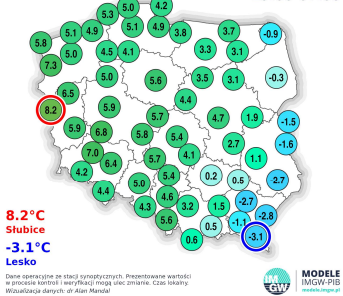 5.3 5.0 4.2
5.8 5.1 4.9 5.1 4.9 3.8 3.7 -0.9
7.3 5.0 4.5 4.1 3.3 3.1
5.0 5.6 3.5 3.1 -0.3
6.5 4.4
8.2 5.9 5.7 4.7 1.9 -1.5
5.9 6.8 5.8 5.4 2.7 -1.6
7.0 6.4 5.7 4.1 1.1
4.2 5.4 0.2 0.5 -2.7
4.4 5.0 4.6
4.3 3.2 1.5 -2.7 -2.8
5.6 0.5 -1.1
0.6 -3.1
8.2°C
Słubice
-3.1°C
Lesko
Dane operacyjne ze stacji synoptycznych. Prezentowane wartości
w procesie kontroli i weryfikacji mogą ulec zmianie. Czas lokalny.
Wizualizacja danych: dr Alan Mandal
IM
GW
MODELE
IMGW-PIB
modele.imgw.pl